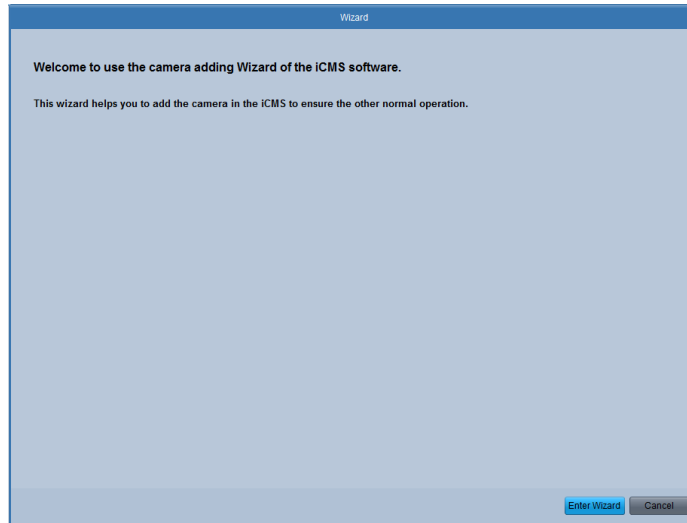 Wizard
Welcome to use the camera adding Wizard of the iCMS software.
This wizard helps you to add the camera in the iCMS to ensure the other normal operation.
Enter Wizard Cancel